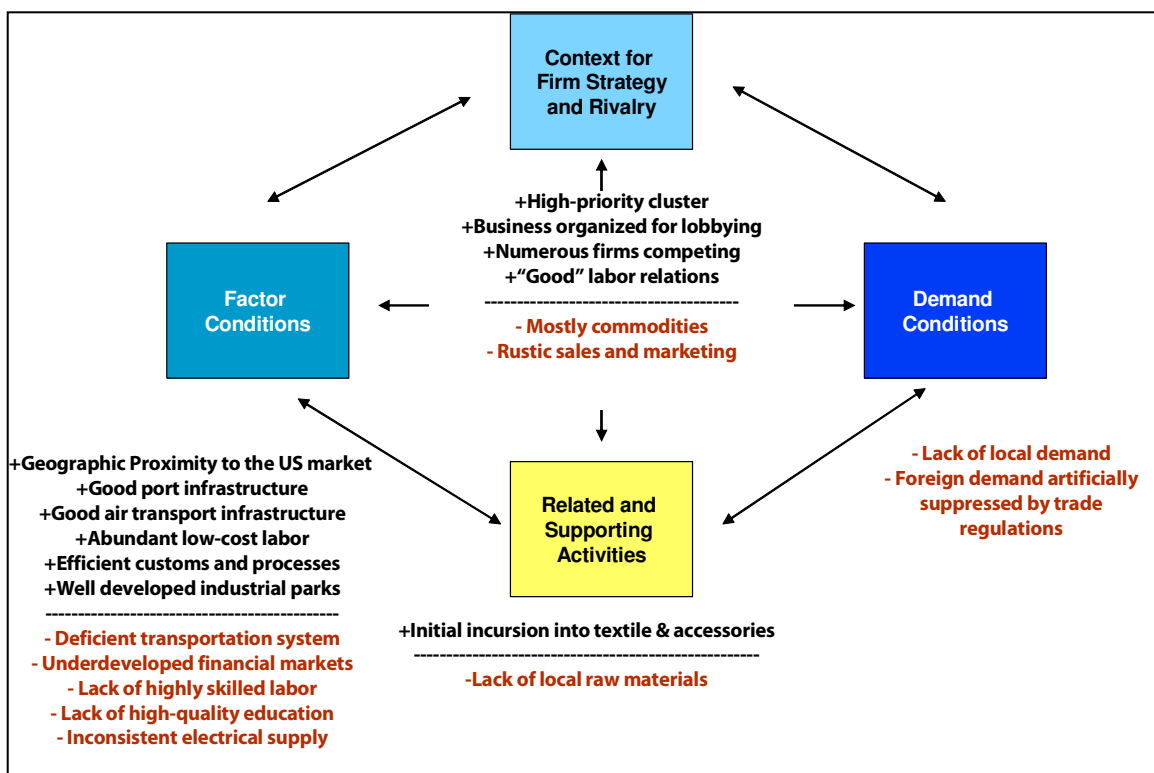 Context for
Firm Strategy
and Rivalry
+High-priority cluster
+Business organized for lobbying
+Numerous firms competing
+“Good” labor relations
---------------------------------------
- Mostly commodities
- Rustic sales and marketing
Factor
Conditions
Demand
Conditions
+Geographic Proximity to the US market
+Good port infrastructure
+Good air transport infrastructure
+Abundant low-cost labor
+Efficient customs and processes
+Well developed industrial parks
---------------------------------------------
- Deficient transportation system
- Underdeveloped financial markets
- Lack of highly skilled labor
- Lack of high-quality education
- Inconsistent electrical supply
Related and
Supporting
Activities
+Initial incursion into textile & accessories
-----------------------------------------------------
-Lack of local raw materials
- Lack of local demand
- Foreign demand artificially
suppressed by trade
regulations